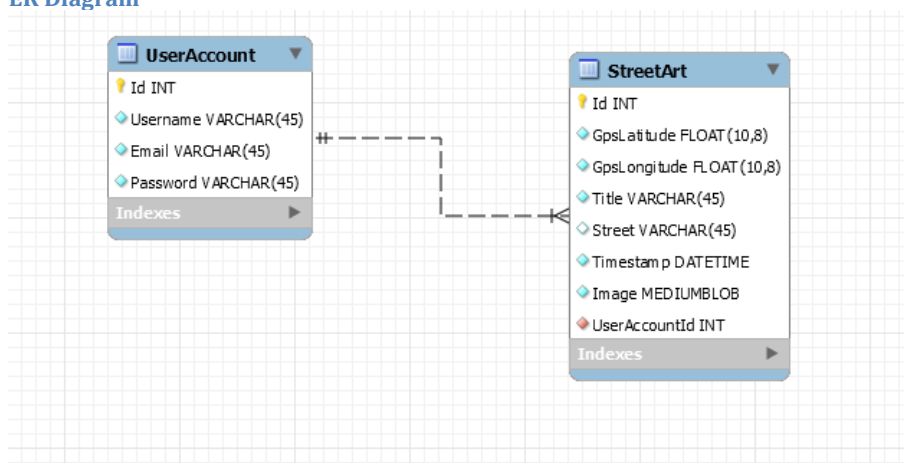 ER Diagram
UserAccount
Id INT
Username VARCHAR(45)
Email VARCHAR(45)
Password VARCHAR(45)
Indexes
StreetArt
Id INT
GpsLatitude FLOAT(10,8)
GpsLongitude FLOAT(10,8)
Title VARCHAR(45)
Street VARCHAR(45)
Timestamp DATETIME
Image MEDIUMBLOB
UserAccountId INT
Indexes